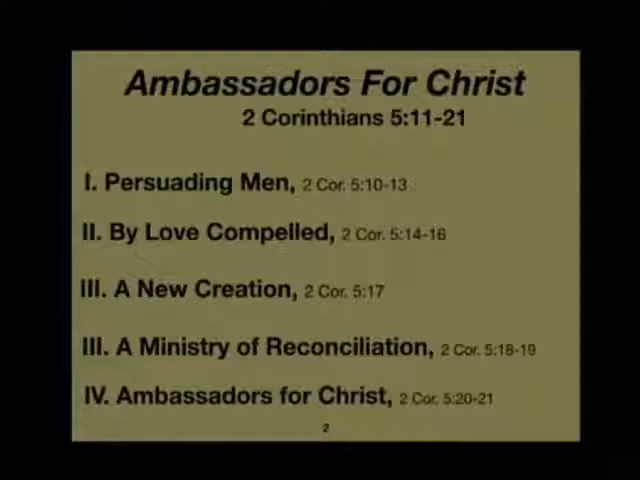 Ambassadors For Christ
2 Corinthians 5:11-21
I. Persuading Men, 2 Cor. 5:10-13
II. By Love Compelled, 2 Cor. 5:14-16
III. A New Creation, 2 Cor. 5:17
III. A Ministry of Reconciliation, 2 Cor. 5:18-19
IV. Ambassadors for Christ, 2 Cor. 5:20-21
2